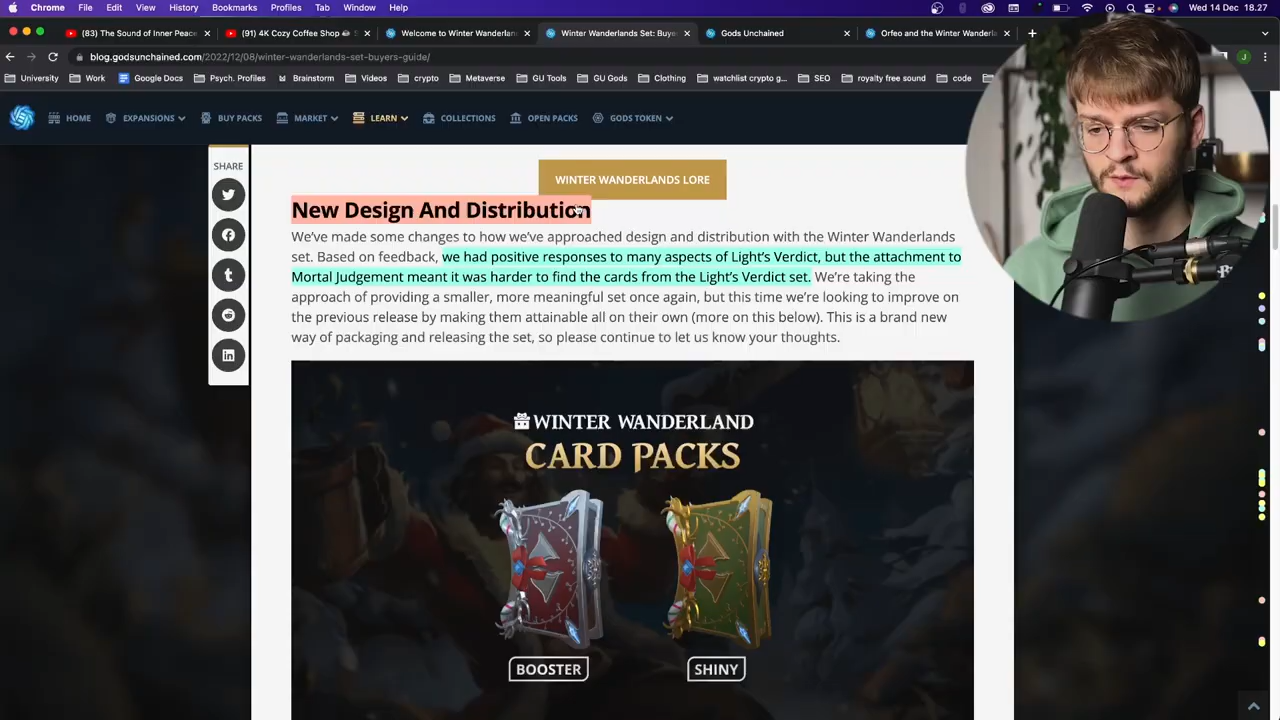 Chrome File Edit View History Bookmarks Profiles Tab Window Help Wed 14 Dec 18.27
(83) The Sound of Inner Peace (91) 4K Cozy Coffee Shop Welcome to Winter Wanderland Winter Wanderlands Set: Buye Gods Unchained Orfeo and the Winter Wanderl
blog.godsunchained.com/2022/12/08/winter-wanderlands-set-buyers-guide/
University Work Google Docs Psych. Profiles Brainstorm Videos crypto Metaverse GU Tools GU Gods Clothing watchlist crypto g... SEO royalty free sound code
HOME EXPANSIONS BUY PACKS MARKET LEARN COLLECTIONS OPEN PACKS GODS TOKEN
SHARE
WINTER WANDERLANDS LORE
New Design And Distribution
We've made some changes to how we've approached design and distribution with the Winter Wanderlands
set. Based on feedback, we had positive responses to many aspects of Light's Verdict, but the attachment to
Mortal Judgement meant it was harder to find the cards from the Light's Verdict set. We're taking the
approach of providing a smaller, more meaningful set once again, but this time we're looking to improve on
the previous release by making them attainable all on their own (more on this below). This is a brand new
way of packaging and releasing the set, so please continue to let us know your thoughts.
WINTER WANDERLAND
CARD PACKS
BOOSTER SHINY